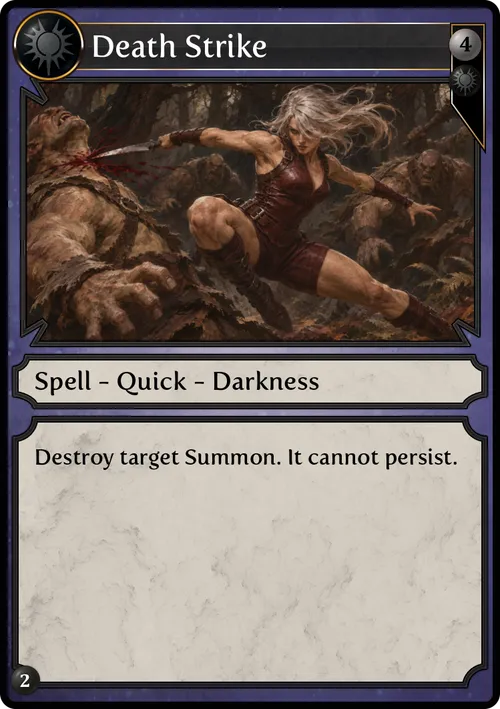 Death Strike
4
Spell - Quick - Darkness
Destroy target Summon. It cannot persist.
2